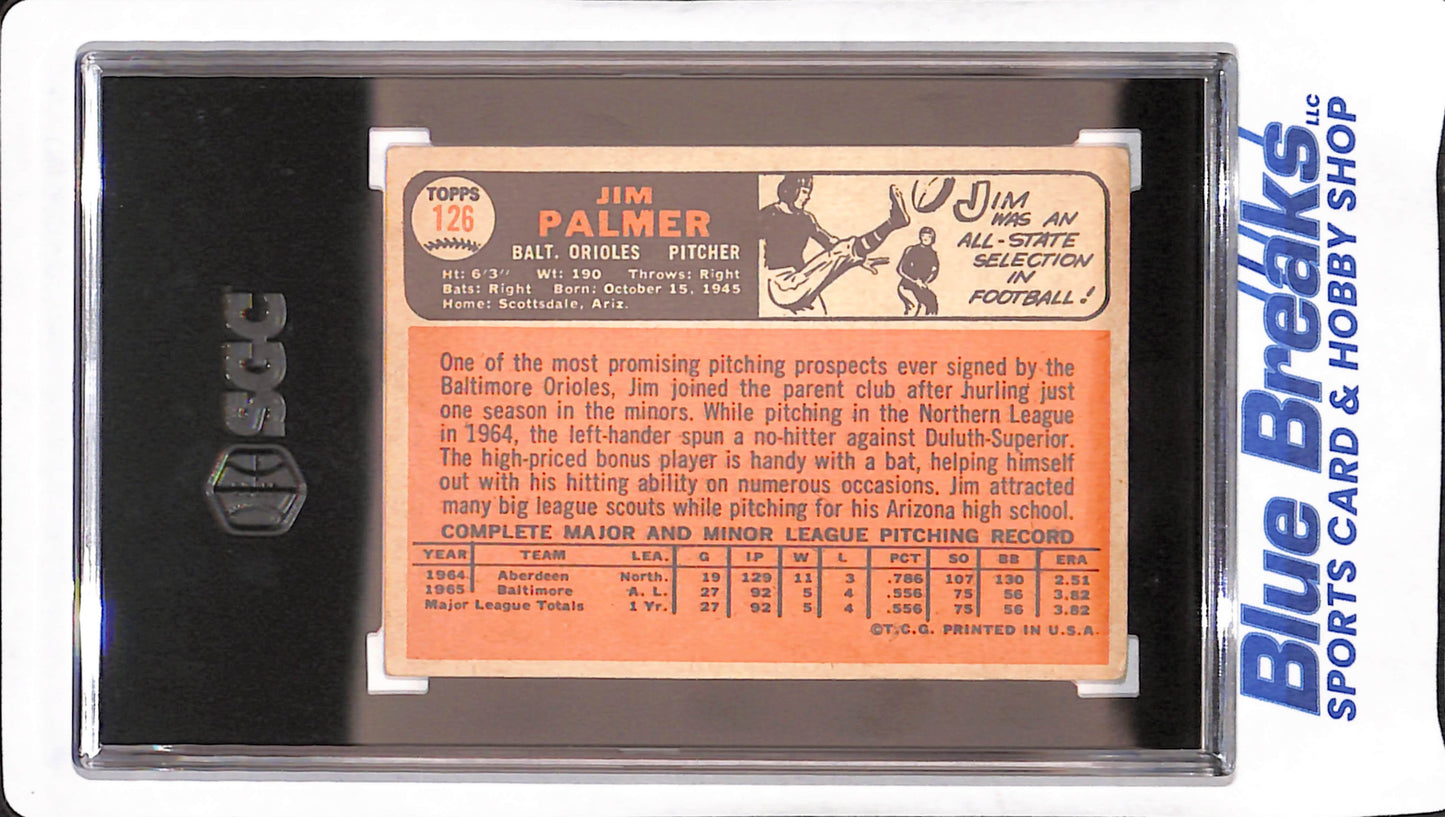 TOPPS
126
JIM
PALMER
BALT. ORIOLES PITCHER
Ht: 6'3" Wt: 190 Throws: Right
Bats: Right Born: October 15, 1945
Home: Scottsdale, Ariz.
JIM
WAS AN
ALL-STATE
SELECTION
IN
FOOTBALL!
One of the most promising pitching prospects ever signed by the
Baltimore Orioles, Jim joined the parent club after hurling just
one season in the minors. While pitching in the Northern League
in 1964, the left-hander spun a no-hitter against Duluth-Superior.
The high-priced bonus player is handy with a bat, helping himself
out with his hitting ability on numerous occasions. Jim attracted
many big league scouts while pitching for his Arizona high school.
COMPLETE MAJOR AND MINOR LEAGUE PITCHING RECORD
YEAR TEAM LEA. G IP W L PCT SO BB ERA
1964 Aberdeen North. 19 129 11 3 .786 107 130 2.51
1965 Baltimore A. L. 27 92 5 4 .556 75 56 3.82
Major League Totals 1 Yr. 27 92 5 4 .556 75 56 3.82
©T.C.G. PRINTED IN U.S.A.
SGC
Blue Breaks LLC
SPORTS CARD & HOBBY SHOP